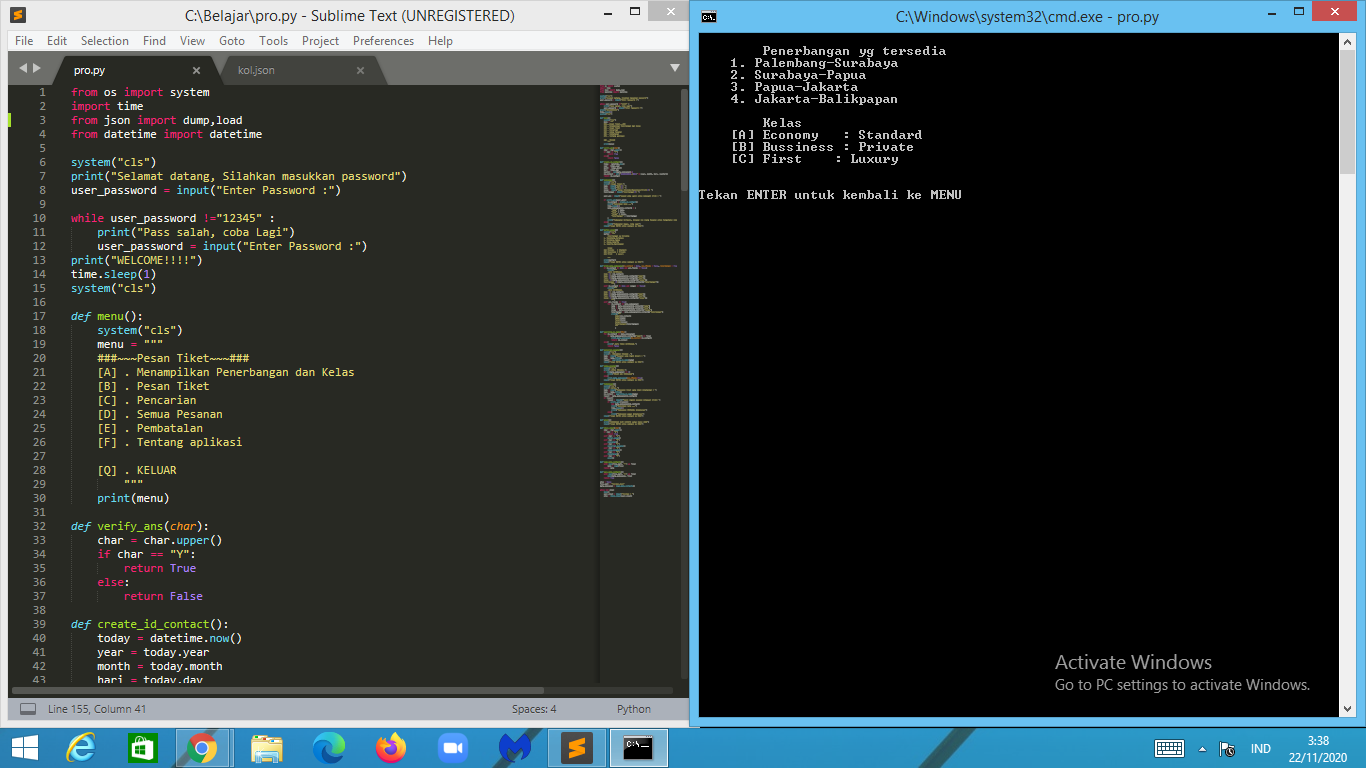 C:\Belajar\pro.py - Sublime Text (UNREGISTERED)
File Edit Selection Find View Goto Tools Project Preferences Help
pro.py
kol.json
1 from os import system
2 import time
3 from json import dump,load
4 from datetime import datetime
5
6 system("cls")
7 print("Selamat datang, Silahkan masukkan password")
8 user_password = input("Enter Password :")
9
10 while user_password !="12345" :
11 print("Pass salah, coba Lagi")
12 user_password = input("Enter Password :")
13 print("WELCOME!!!!")
14 time.sleep(1)
15 system("cls")
16
17 def menu():
18 system("cls")
19 menu = """
20 ###~~~Pesan Tiket~~~###
21 [A] . Menampilkan Penerbangan dan Kelas
22 [B] . Pesan Tiket
23 [C] . Pencarian
24 [D] . Semua Pesanan
25 [E] . Pembatalan
26 [F] . Tentang aplikasi
27
28 [Q] . KELUAR
29 """
30 print(menu)
31
32 def verify_ans(char):
33 char = char.upper()
34 if char == "Y":
35 return True
36 else:
37 return False
38
39 def create_id_contact():
40 today = datetime.now()
41 year = today.year
42 month = today.month
43 hari = today.day
Line 155, Column 41
Spaces: 4
Python
C:\Windows\system32\cmd.exe - pro.py
Penerbangan yg tersedia
1. Palembang-Surabaya
2. Surabaya-Papua
3. Papua-Jakarta
4. Jakarta-Balikpapan
Kelas
[A] Economy : Standard
[B] Bussiness : Private
[C] First : Luxury
Tekan ENTER untuk kembali ke MENU
Activate Windows
Go to PC settings to activate Windows.
IND
3:38
22/11/2020